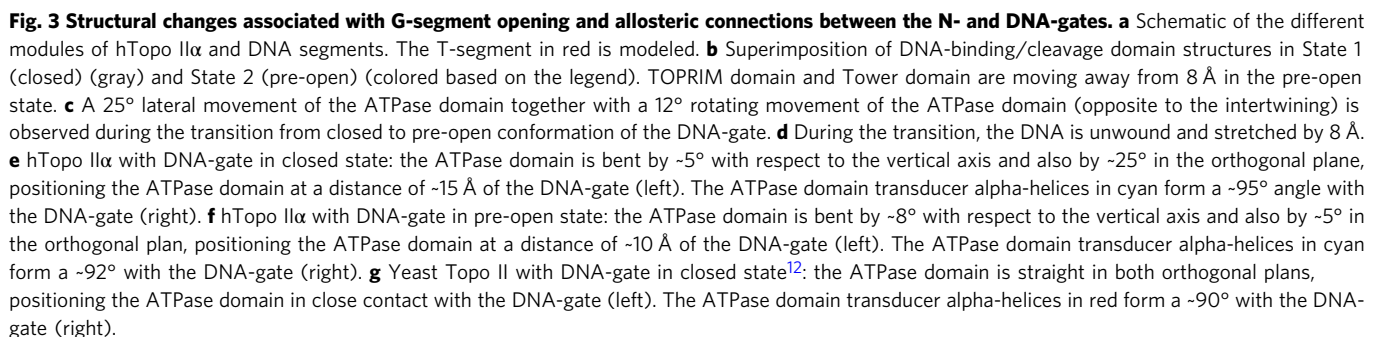 Fig. 3 Structural changes associated with G-segment opening and allosteric connections between the N- and DNA-gates. a Schematic of the different
modules of hTopo IIα and DNA segments. The T-segment in red is modeled. b Superimposition of DNA-binding/cleavage domain structures in State 1
(closed) (gray) and State 2 (pre-open) (colored based on the legend). TOPRIM domain and Tower domain are moving away from 8 Å in the pre-open
state. c A 25° lateral movement of the ATPase domain together with a 12° rotating movement of the ATPase domain (opposite to the intertwining) is
observed during the transition from closed to pre-open conformation of the DNA-gate. d During the transition, the DNA is unwound and stretched by 8 Å.
e hTopo IIα with DNA-gate in closed state: the ATPase domain is bent by ~5° with respect to the vertical axis and also by ~25° in the orthogonal plane,
positioning the ATPase domain at a distance of ~15 Å of the DNA-gate (left). The ATPase domain transducer alpha-helices in cyan form a ~95° angle with
the DNA-gate (right). f hTopo IIα with DNA-gate in pre-open state: the ATPase domain is bent by ~8° with respect to the vertical axis and also by ~5° in
the orthogonal plan, positioning the ATPase domain at a distance of ~10 Å of the DNA-gate (left). The ATPase domain transducer alpha-helices in cyan
form a ~92° with the DNA-gate (right). g Yeast Topo II with DNA-gate in closed state12: the ATPase domain is straight in both orthogonal plans,
positioning the ATPase domain in close contact with the DNA-gate (left). The ATPase domain transducer alpha-helices in red form a ~90° with the DNA-
gate (right).